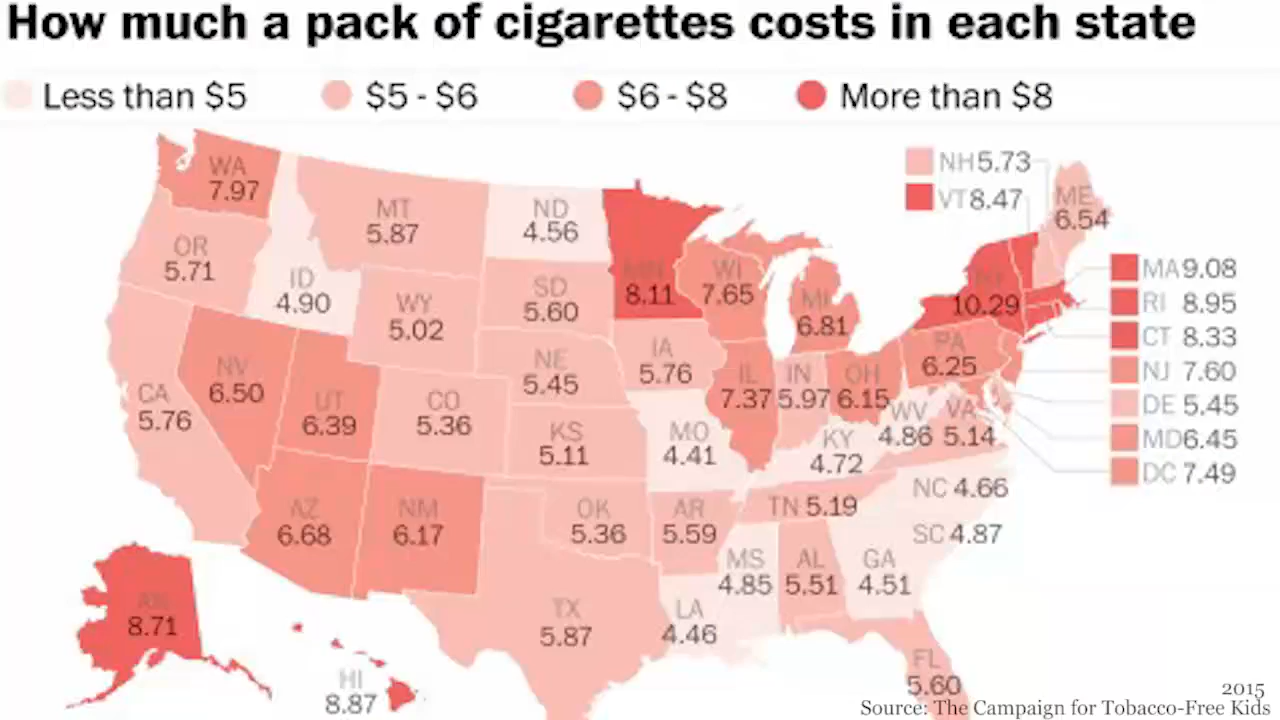 How much a pack of cigarettes costs in each state
Less than $5
$5 - $6
$6 - $8
More than $8
WA
7.97
OR
5.71
CA
5.76
ID
4.90
NV
6.50
MT
5.87
WY
5.02
UT
6.39
CO
5.36
AZ
6.68
NM
6.17
ND
4.56
SD
5.60
NE
5.45
KS
5.11
OK
5.36
TX
5.87
MN
8.11
IA
5.76
MO
4.41
AR
5.59
LA
4.46
WI
7.65
IL
7.37
MI
6.81
IN
5.97
OH
6.15
KY
4.72
TN 5.19
MS
4.85
AL
5.51
GA
4.51
FL
5.60
SC 4.87
NC 4.66
WV
4.86
VA
5.14
PA
6.25
NY
10.29
ME
6.54
NH 5.73
VT 8.47
MA 9.08
RI 8.95
CT 8.33
NJ 7.60
DE 5.45
MD 6.45
DC 7.49
AK
8.71
HI
8.87
2015
Source: The Campaign for Tobacco-Free Kids